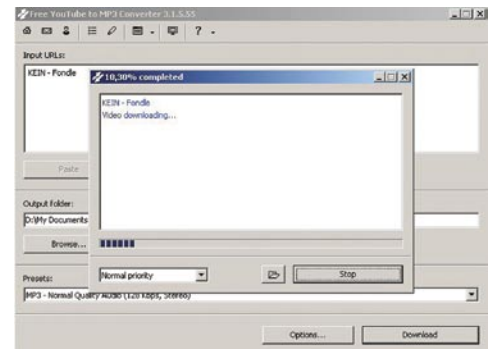 Free YouTube to MP3 Converter 3.1.5.55
?
Input URLs:
KEIN - Fondle
10,30% completed
KEIN - Fondle
Video downloading...
Paste
Output folder:
D:\My Documents
Browse...
Normal priority
Stop
Presets:
MP3 - Normal Quality Audio (128 Kbps, Stereo)
Options...
Download